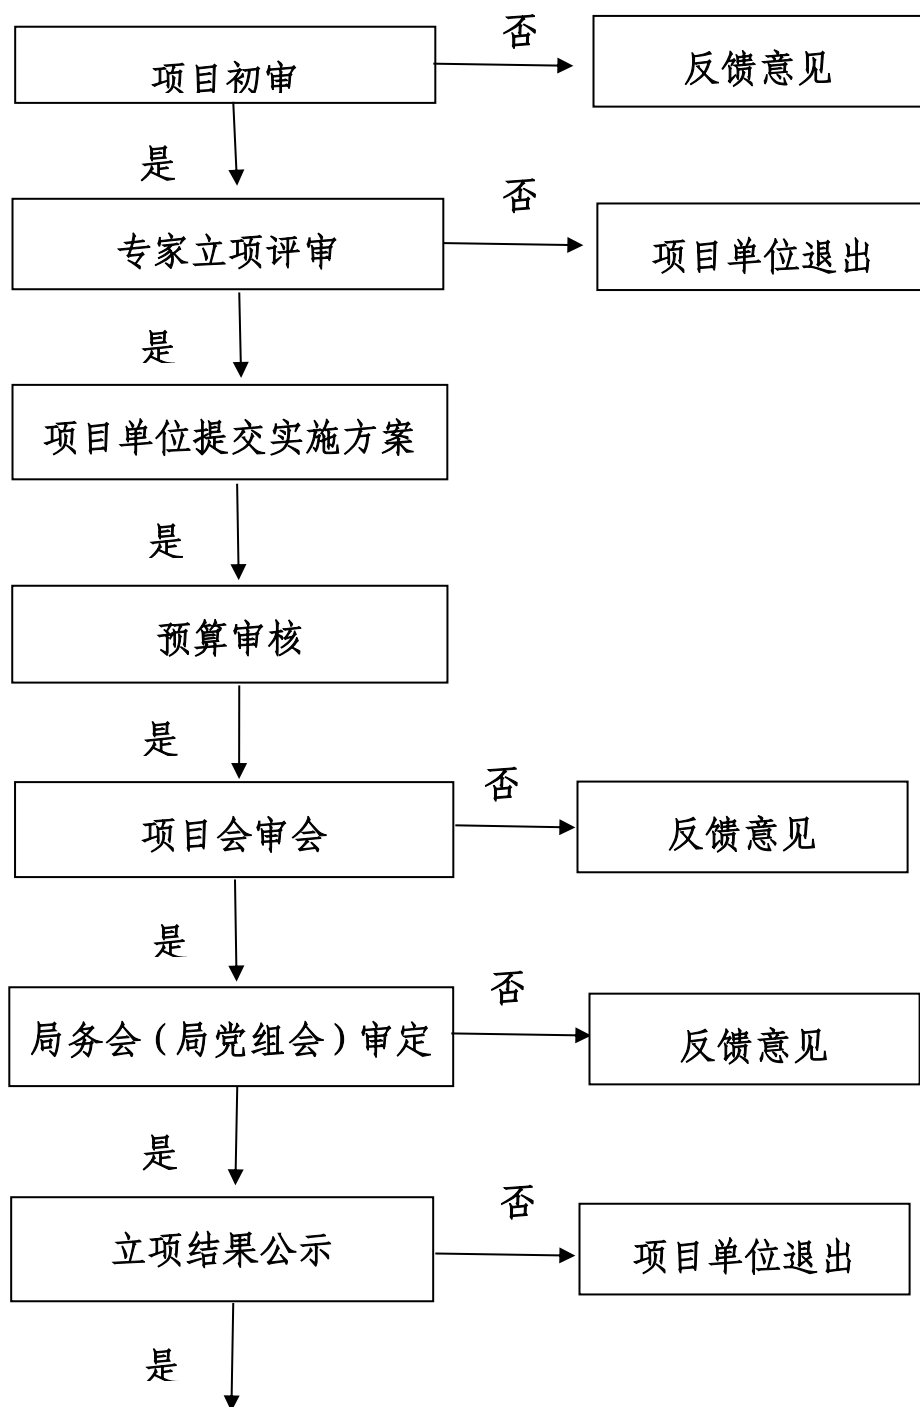 否
项目初审
反馈意见
是
否
专家立项评审
项目单位退出
是
项目单位提交实施方案
是
预算审核
是
否
项目会审会
反馈意见
是
否
局务会（局党组会）审定
反馈意见
是
否
立项结果公示
项目单位退出
是